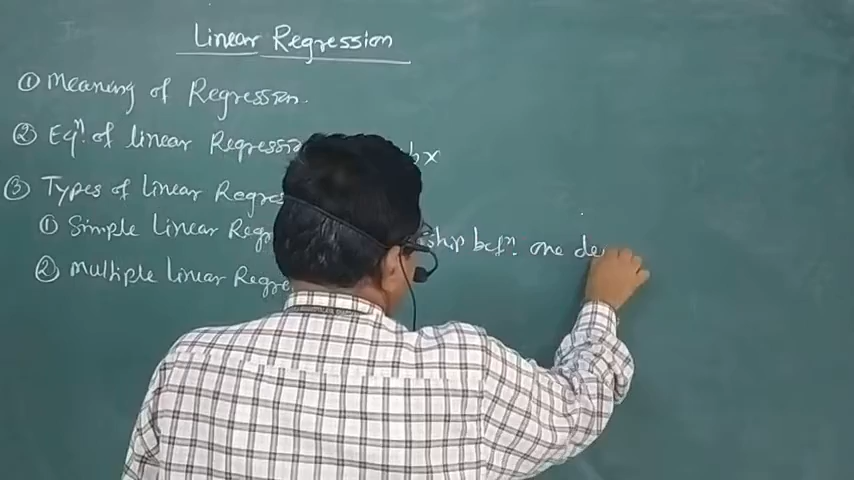 Linear Regression
① Meaning of Regression.
② Eqⁿ. of linear Regressi bx
③ Types of linear Regres
① Simple Linear Reg ship betⁿ. one de
② Multiple Linear Regre